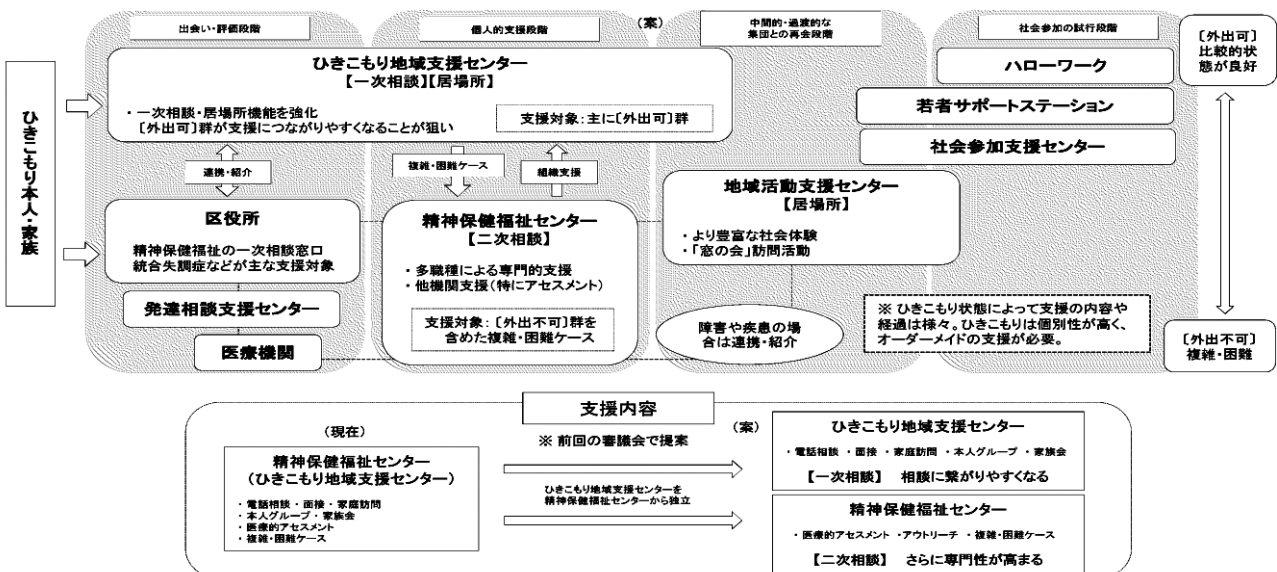 出会い・評価段階
個人的支援段階
（案）
中間的・過渡的な
集団との再会段階
社会参加の試行段階
［外出可］
比較的状
態が良好
ひきこもり本人・家族
ひきこもり地域支援センター
【一次相談】【居場所】
・一次相談・居場所機能を強化
［外出可］群が支援につながりやすくなることが狙い
支援対象：主に［外出可］群
ハローワーク
若者サポートステーション
社会参加支援センター
連携・紹介
複雑・困難ケース
組織支援
区役所
精神保健福祉の一次相談窓口
統合失調症などが主な支援対象
発達相談支援センター
医療機関
精神保健福祉センター
【二次相談】
・多職種による専門的支援
・他機関支援（特にアセスメント）
支援対象：［外出不可］群を
含めた複雑・困難ケース
地域活動支援センター
【居場所】
・より豊富な社会体験
・「窓の会」訪問活動
障害や疾患の場
合は連携・紹介
※ ひきこもり状態によって支援の内容や
経過は様々。ひきこもりは個別性が高く、
オーダーメイドの支援が必要。
［外出不可］
複雑・困難
支援内容
（現在）
※ 前回の審議会で提案
（案）
精神保健福祉センター
（ひきこもり地域支援センター）
・電話相談・面接・家庭訪問
・本人グループ・家族会
・医療的アセスメント
・複雑・困難ケース
ひきこもり地域支援センターを
精神保健福祉センターから独立
ひきこもり地域支援センター
・電話相談 ・面接 ・家庭訪問 ・本人グループ ・家族会
【一次相談】 相談に繋がりやすくなる
精神保健福祉センター
・医療的アセスメント ・アウトリーチ ・複雑・困難ケース
【二次相談】 さらに専門性が高まる